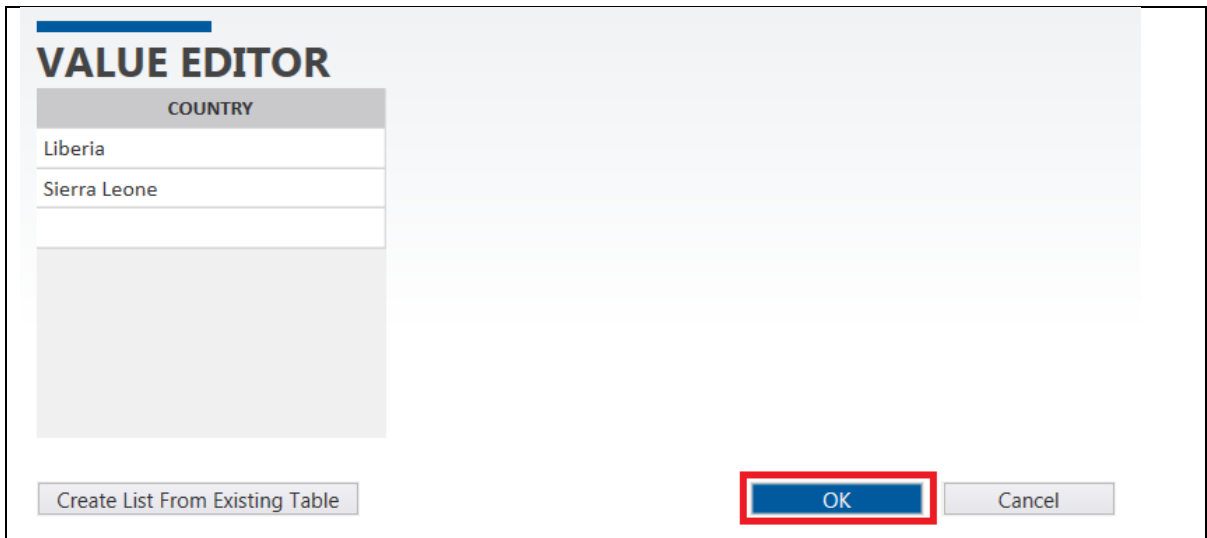 VALUE EDITOR
COUNTRY
Liberia
Sierra Leone
Create List From Existing Table
OK
Cancel